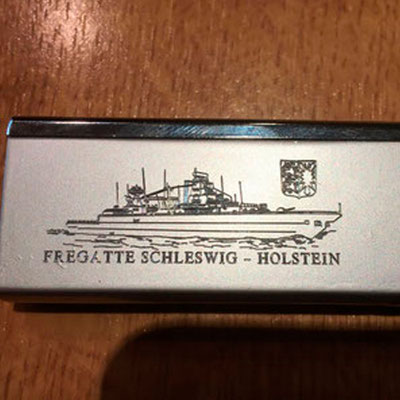 FREGATTE SCHLESWIG - HOLSTEIN